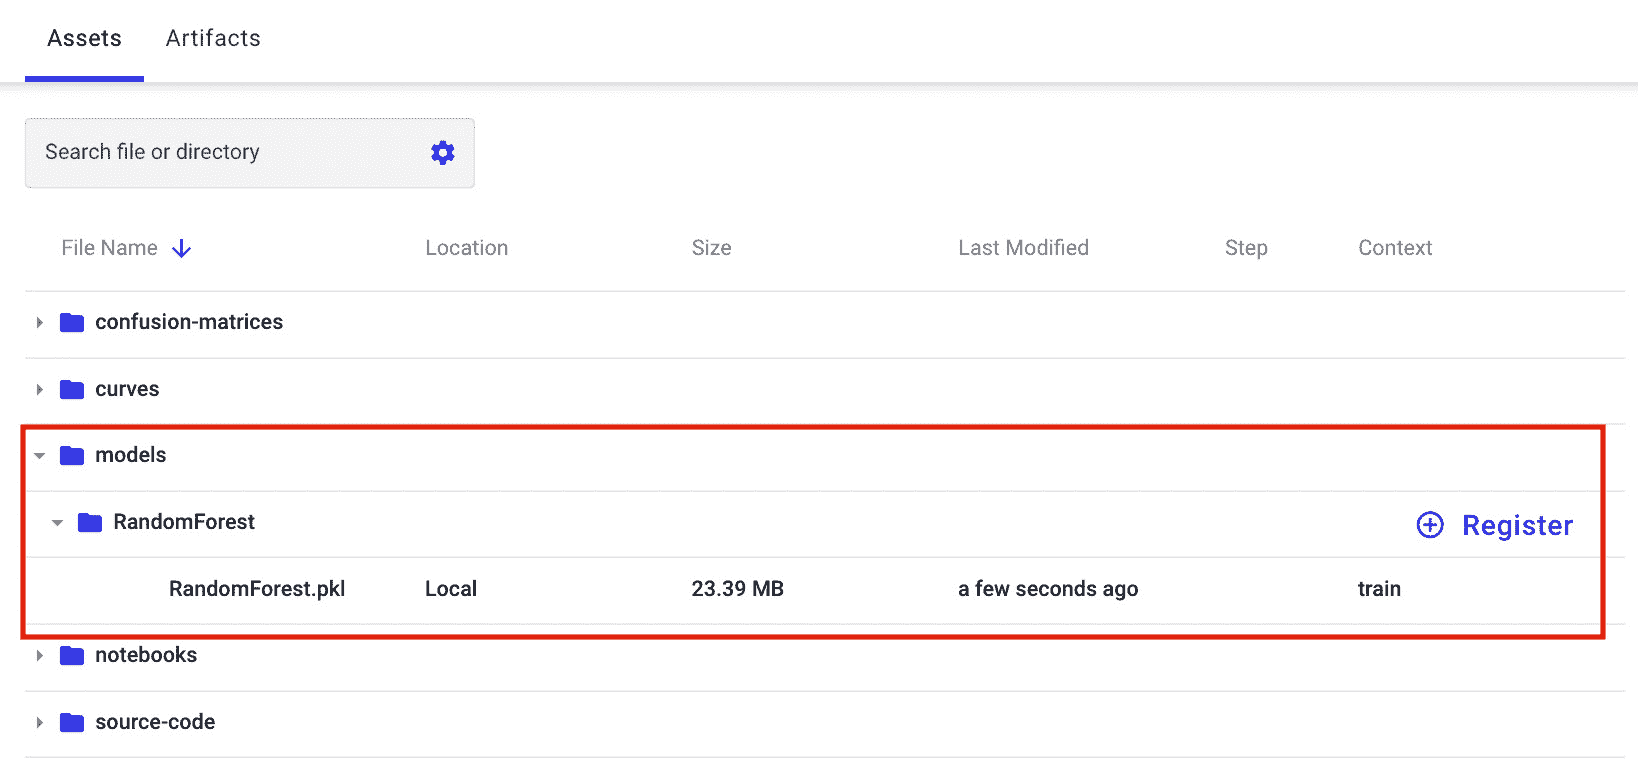 Assets Artifacts
Search file or directory
File Name Location Size Last Modified Step Context
confusion-matrices
curves
models
RandomForest Register
RandomForest.pkl Local 23.39 MB a few seconds ago train
notebooks
source-code